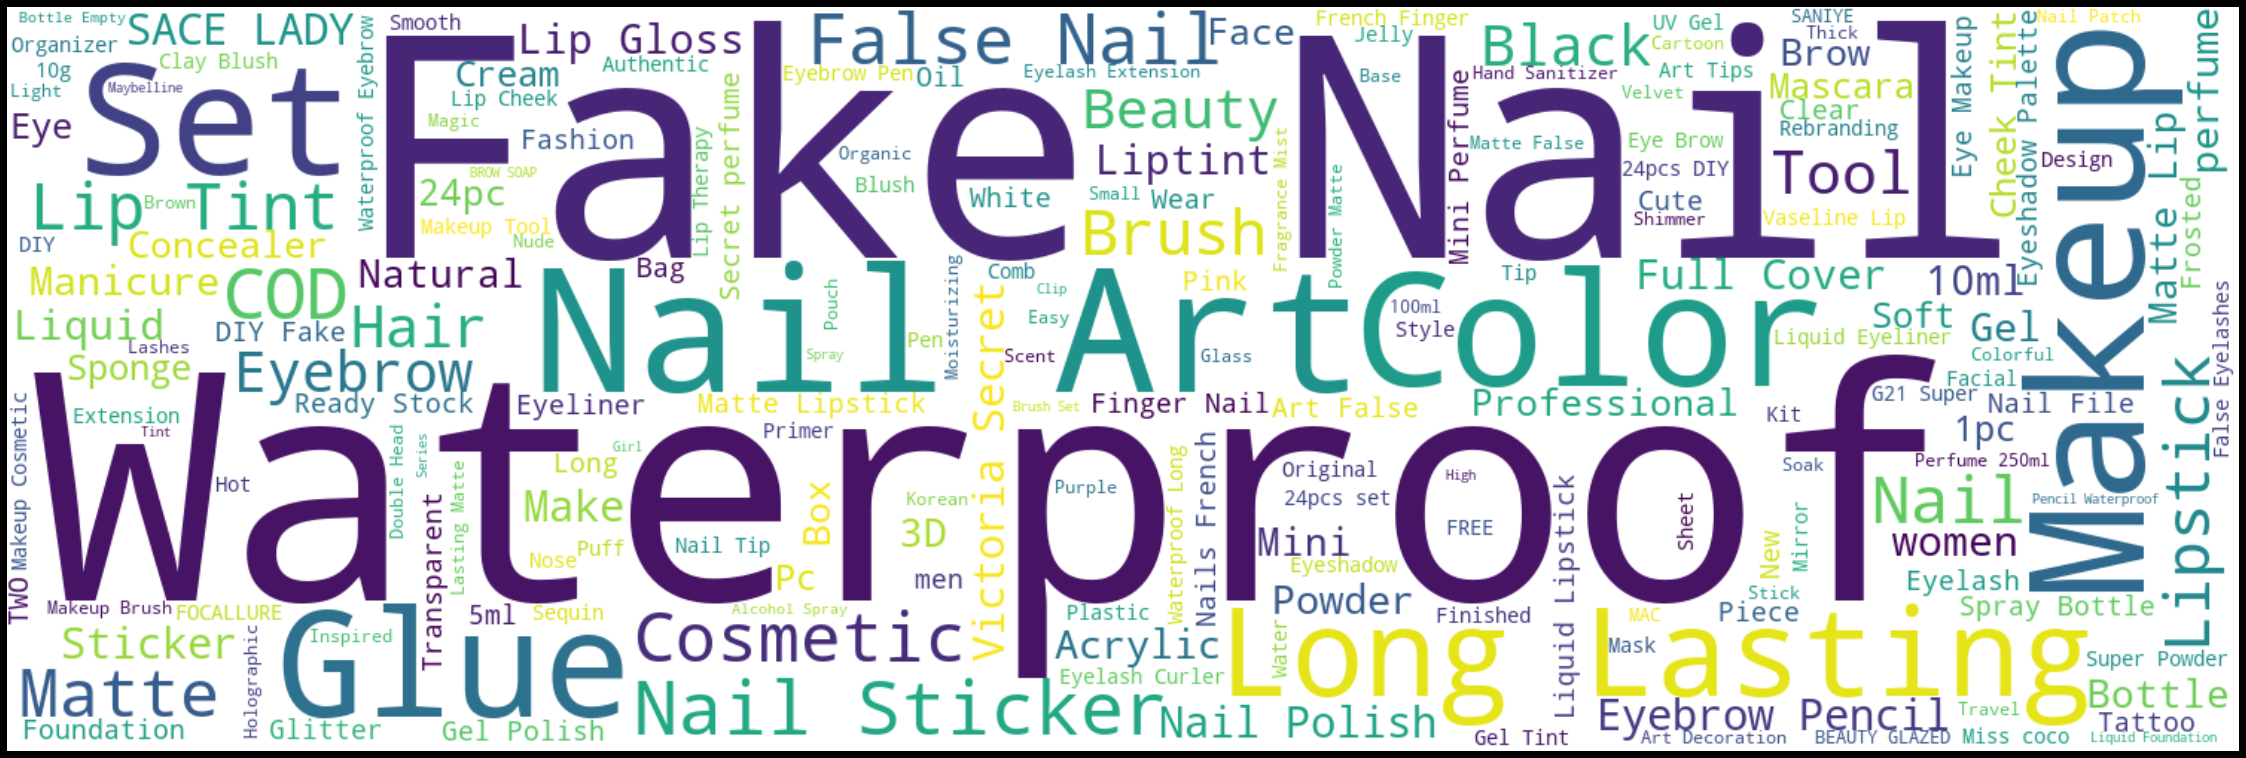 Bottle Empty
SACE LADY
Waterproof Eyebrow
Smooth
Lip Gloss
False Nail
Face
French Finger
Jelly
Black
UV Gel
Cartoon
SANIYE
Thick
Brow
Eye Makeup
Cheek Tint
Eyeshadow Palette
Nail Patch
perfume
Organizer
10g
Clay Blush
Light
Maybelline
Set
Fake Nail
Cream
Authentic
Eyebrow Pen
Oil
Eyelash Extension
Base
Hand Sanitizer
Art Tips
Mascara
Makeup
Eye
Lip Cheek
Magic
Fashion
Secret perfume
Beauty
Velvet
Clear
Rebranding
Lip Therapy
Organic
Liptint
Fragrance Mist
Mini Perfume
Matte False
Eye Brow
24pcs DIY
Tool
Design
Matte Lip
Lip Tint
Brown
BROW SOAP
24pc
Blush
White
Small
Wear
Powder Matte
Cute
Shimmer
Vaseline Lip
Frosted
DIY
Concealer
Makeup Tool
Nude
Brush
Manicure
COD
Natural
Bag
Moisturizing
Comb
Clip
Pink
Tip
Full Cover
10ml
False Eyelashes
Liquid
DIY Fake
Hair
Nail Art
Color
Pouch
Easy
100ml
Style
Soft
Gel
Lashes
Sponge
Eyebrow
Spray
Pen
Victoria Secret
Scent
Glass
Liquid Eyeliner
Colorful
Facial
Lipstick
Makeup Cosmetic
Waterproof
Extension
Tint
Ready Stock
Eyeliner
Matte Lipstick
Brush Set
Finger Nail
Art False
Professional
G21 Super
Nail File
Kit
1pc
Double Head
Series
Primer
Girl
Hot
Lasting Matte
Long
Waterproof Long
Nails French
Original
High
Soak
Perfume 250ml
Transparent
Make
Box
Korean
Purple
24pcs set
Liquid Lipstick
Sheet
Nail
Pencil Waterproof
3D
FREE
Nail Tip
Nose
Puff
Mini
New
Mirror
women
TWO
Pc
men
Eyeshadow
Eyelash
Makeup Brush
FOCALLURE
5ml
Sequin
Alcohol Spray
Plastic
Powder
Finished
Stick
Piece
Spray Bottle
MAC
Sticker
Holographic
Inspired
Glue
Cosmetic
Acrylic
Water
Long Lasting
Mask
Super Powder
Matte
Eyelash Curler
Bottle
Foundation
Glitter
Gel Polish
Nail Sticker
Nail Polish
Gel Tint
Eyebrow Pencil
Travel
Tattoo
Art Decoration
BEAUTY GLAZED
Miss coco
Liquid Foundation